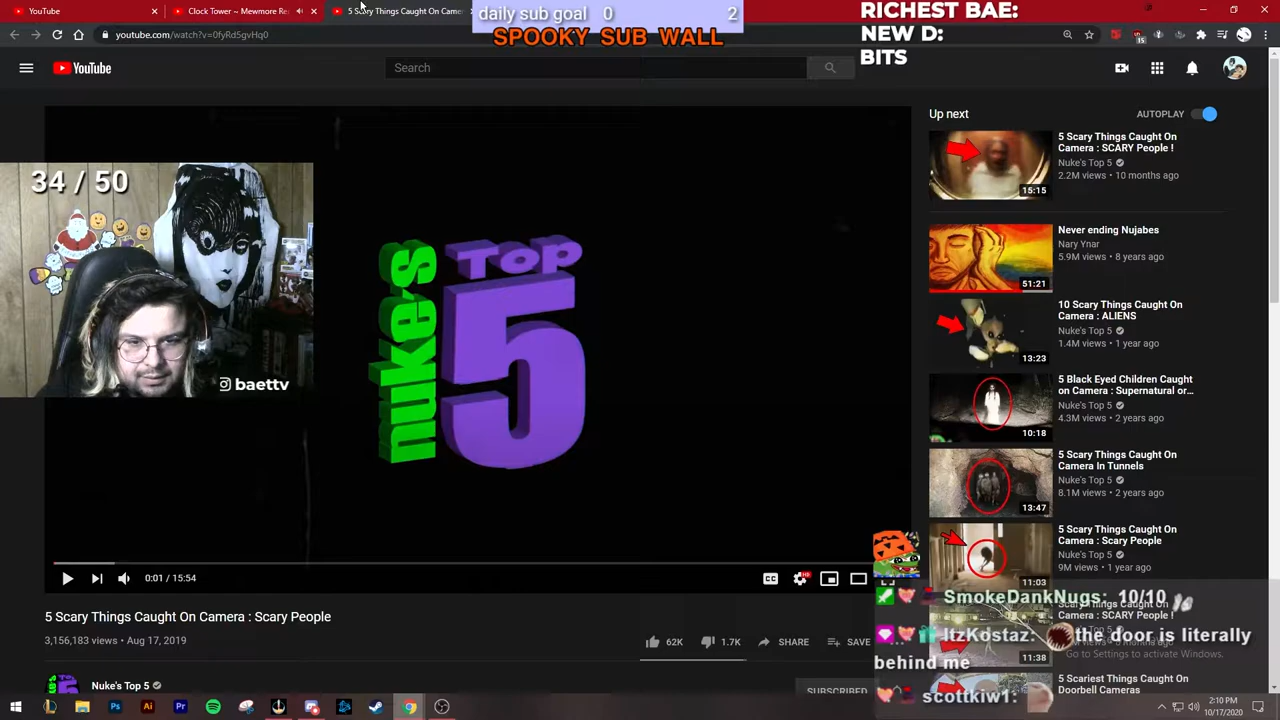 YouTube
Clock Tower ~ Mewmore Re
5 Scary Things Caught On Came
daily sub goal 0 2
SPOOKY SUB WALL
RICHEST BAE:
NEW D:
BITS
youtube.com/watch?v=0fyRd5gvHq0
15
YouTube
Search
34 / 50
nuke's Top 5
baettv
Up next
AUTOPLAY
5 Scary Things Caught On
Camera : SCARY People !
Nuke's Top 5
2.2M views • 10 months ago
15:15
Never ending Nujabes
Nary Ynar
5.9M views • 8 years ago
51:21
10 Scary Things Caught On
Camera : ALIENS
Nuke's Top 5
1.4M views • 1 year ago
13:23
5 Black Eyed Children Caught
on Camera : Supernatural or...
Nuke's Top 5
4.3M views • 2 years ago
10:18
5 Scary Things Caught On
Camera In Tunnels
Nuke's Top 5
8.1M views • 2 years ago
13:47
5 Scary Things Caught On
Camera : Scary People
Nuke's Top 5
9M views • 1 year ago
11:03
0:01 / 15:54
CC
HD
5 Scary Things Caught On Camera : Scary People
3,156,183 views • Aug 17, 2019
62K
1.7K
SHARE
SAVE
Nuke's Top 5
SUBSCRIBED
SmokeDankNugs: 10/10
ItzKostaz: the door is literally
behind me
11:38
Go to Settings to activate Windows.
5 Scariest Things Caught On
Doorbell Cameras
scottkiw1:
Ps
Ai
Pr
2:10 PM
10/17/2020